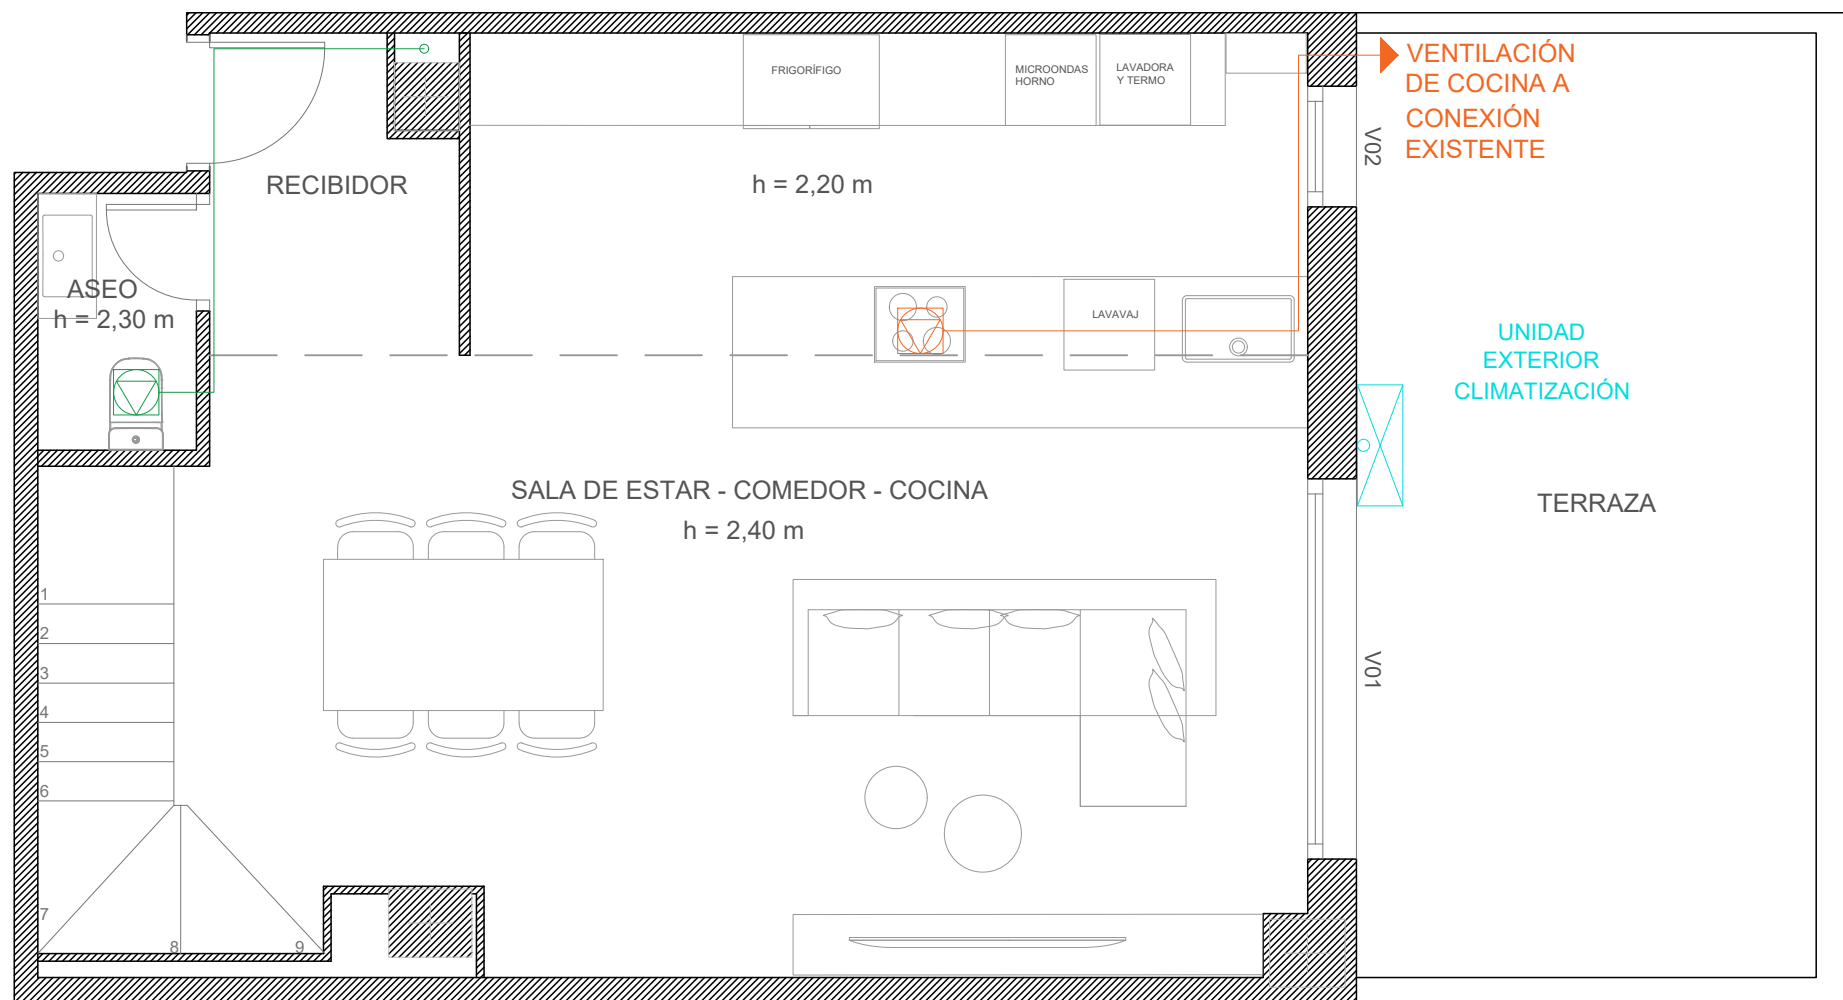 FRIGORÍFIGO
MICROONDAS
HORNO
LAVADORA
Y TERMO
VENTILACIÓN
DE COCINA A
CONEXIÓN
EXISTENTE
V02
RECIBIDOR
h = 2,20 m
ASEO
h = 2,30 m
LAVAVAJ
UNIDAD
EXTERIOR
CLIMATIZACIÓN
SALA DE ESTAR - COMEDOR - COCINA
h = 2,40 m
TERRAZA
V01
1
2
3
4
5
6
7
8
9